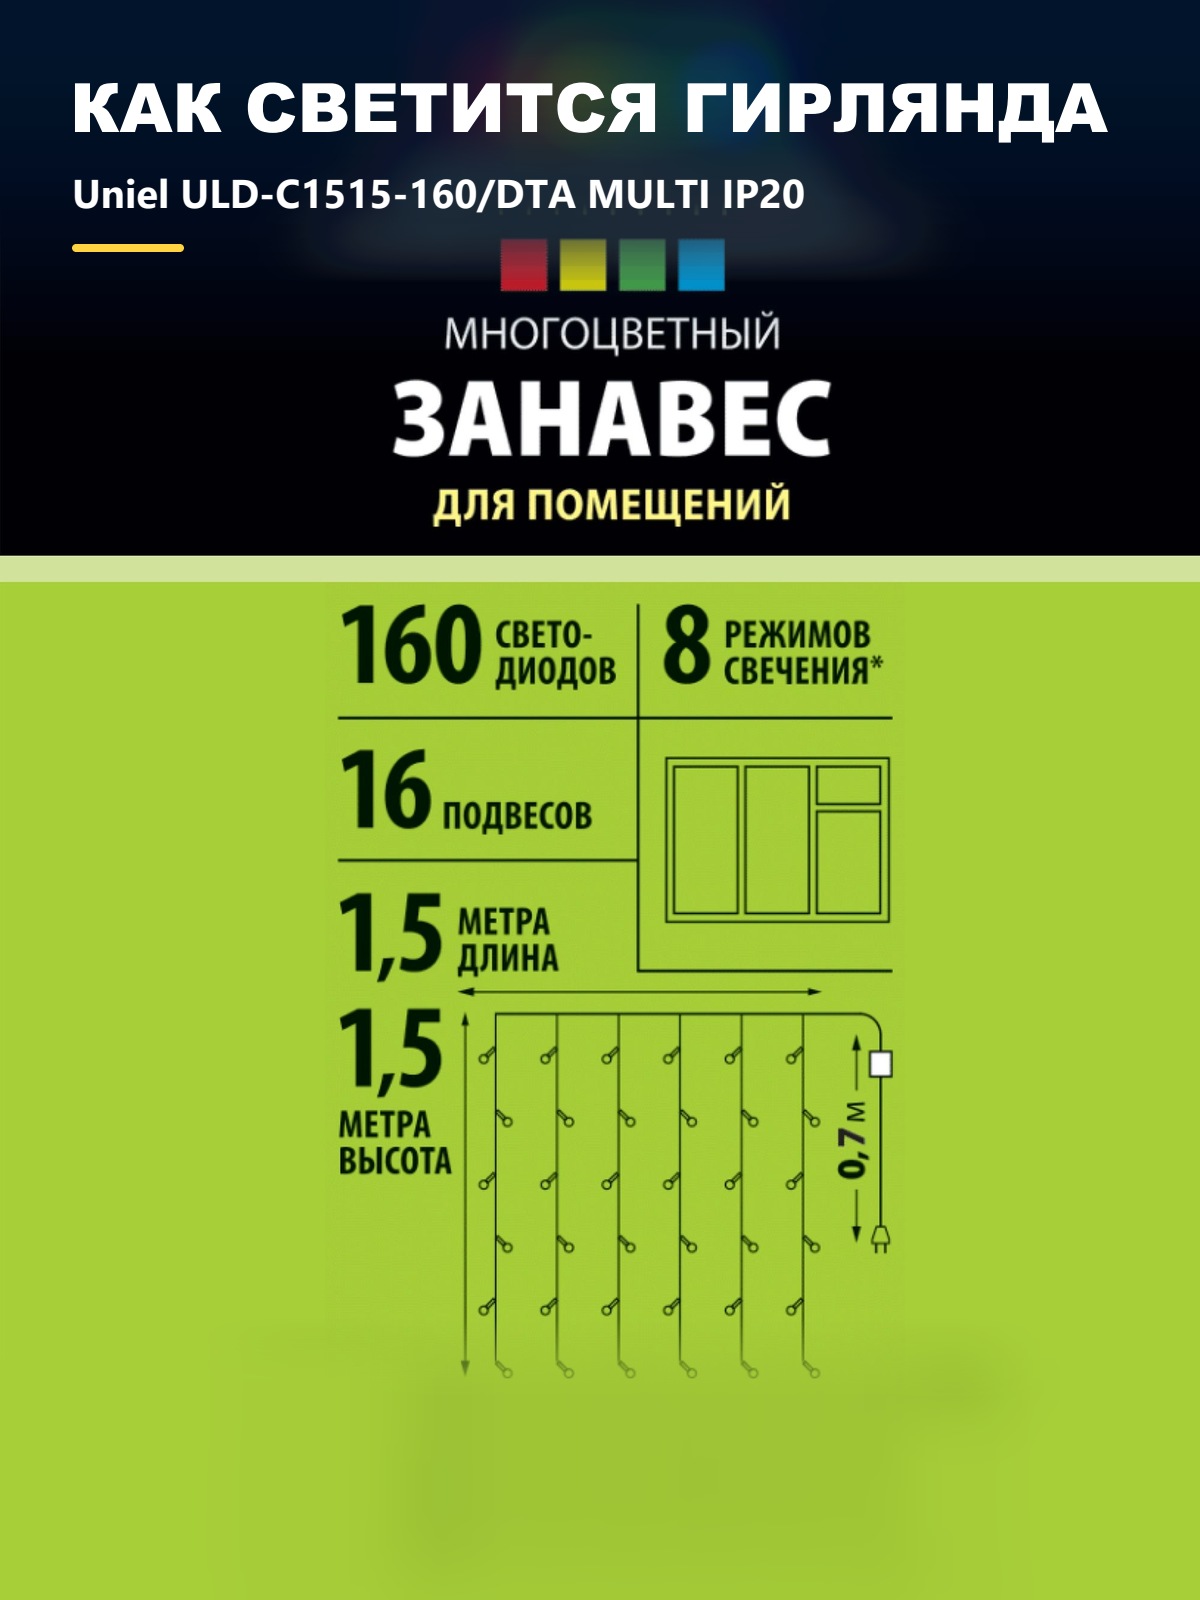 КАК СВЕТИТСЯ ГИРЛЯНДА
Uniel ULD-C1515-160/DTA MULTI IP20
МНОГОЦВЕТНЫЙ
ЗАНАВЕС
ДЛЯ ПОМЕЩЕНИЙ
160 СВЕТО-
ДИОДОВ
8 РЕЖИМОВ
СВЕЧЕНИЯ*
16 ПОДВЕСОВ
1,5 МЕТРА
ДЛИНА
1,5
МЕТРА
ВЫСОТА
0,7 М